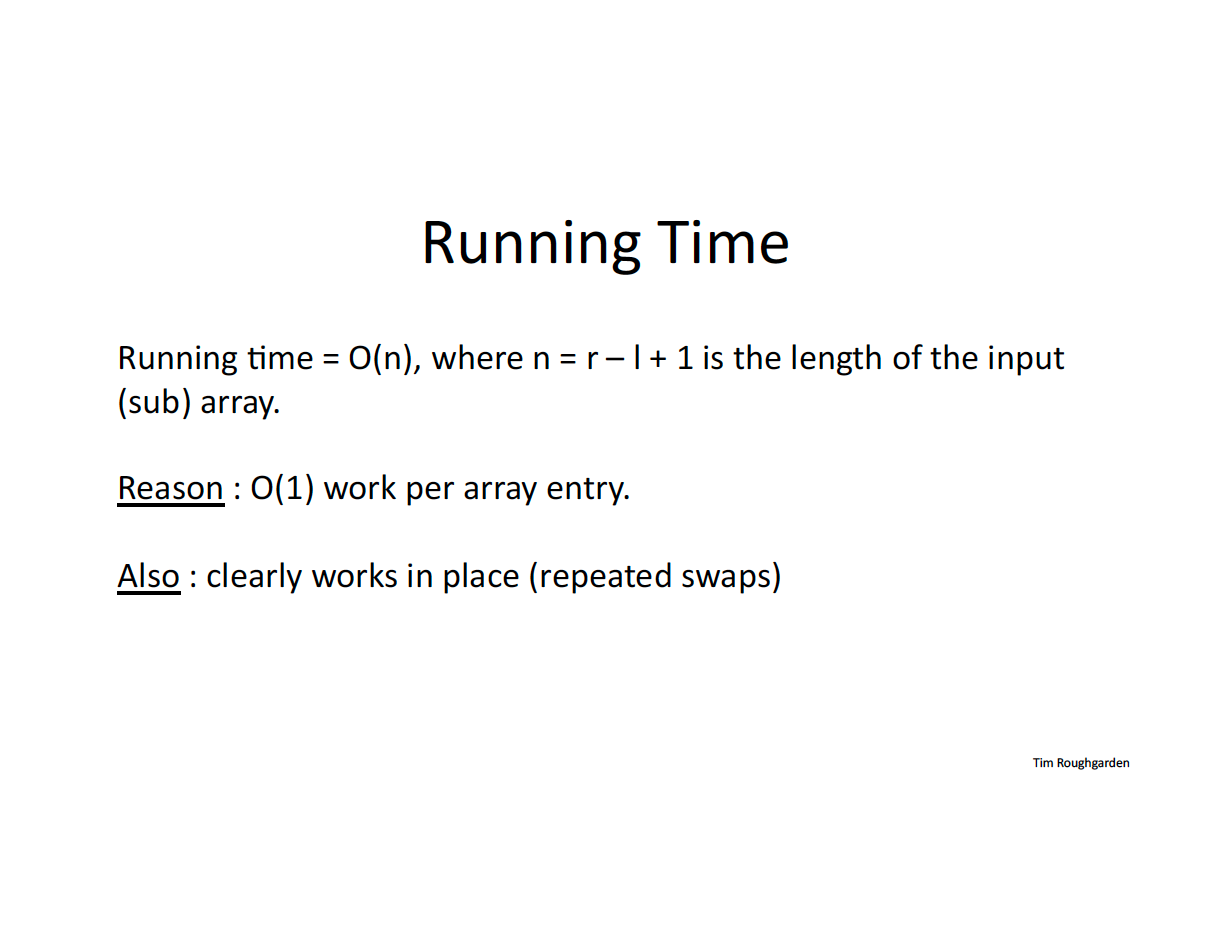 Running Time
Running time = O(n), where n = r – l + 1 is the length of the input
(sub) array.
Reason : O(1) work per array entry.
Also : clearly works in place (repeated swaps)
Tim Roughgarden